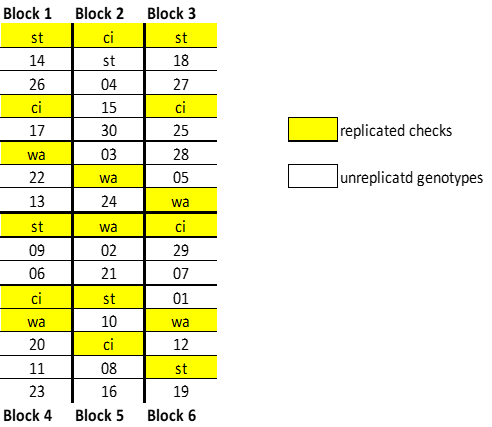 Block 1 Block 2 Block 3
st ci st
14 st 18
26 04 27
ci 15 ci
17 30 25
wa 03 28
22 wa 05
13 24 wa
st wa ci
09 02 29
06 21 07
ci st 01
wa 10 wa
20 ci 12
11 08 st
23 16 19
Block 4 Block 5 Block 6
replicated checks
unreplicatd genotypes